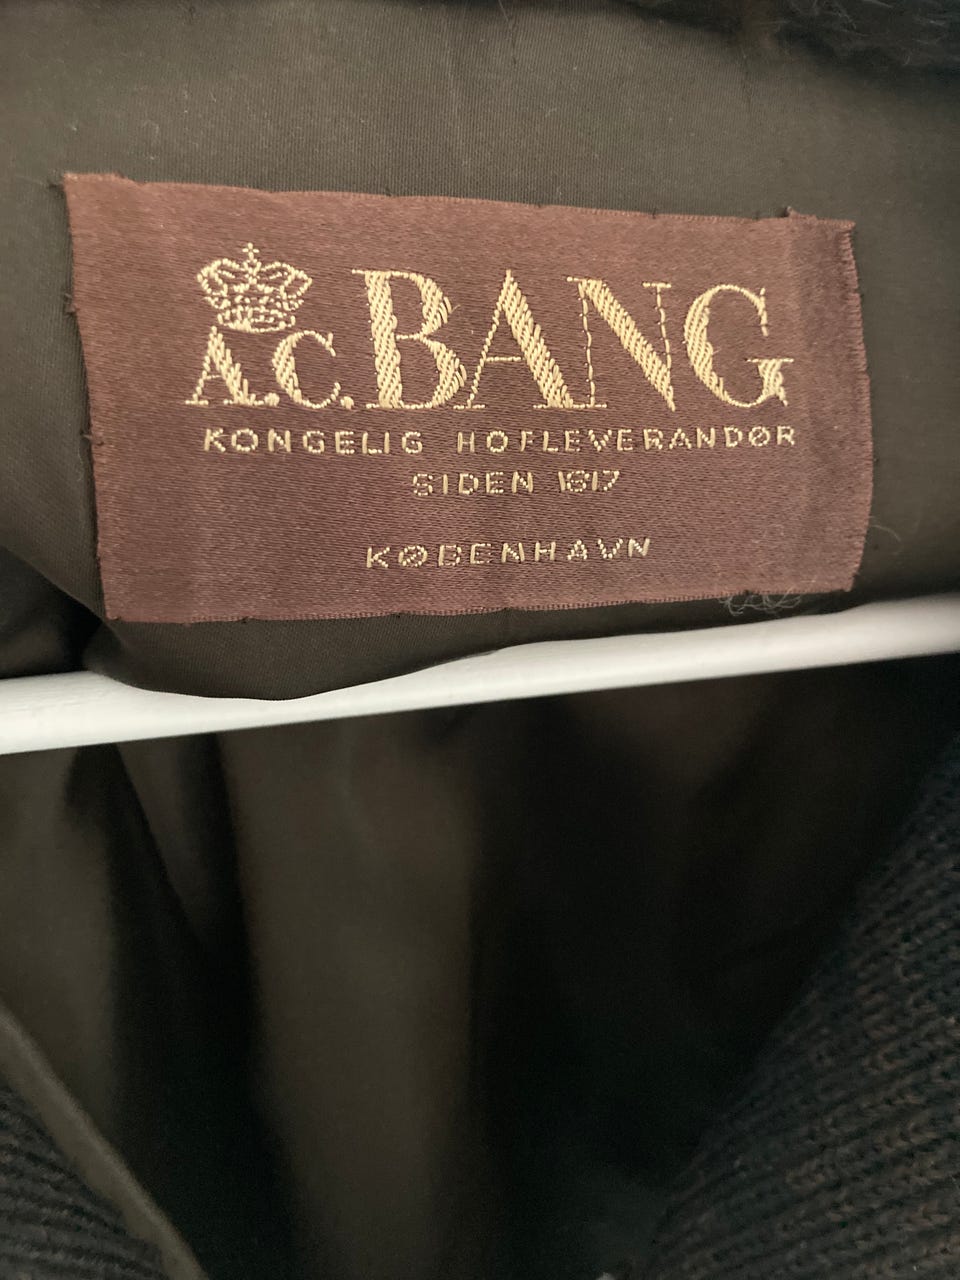 A.C. BANG
KONGELIG HOFLEVERANDØR
SIDEN 1817
KØBENHAVN